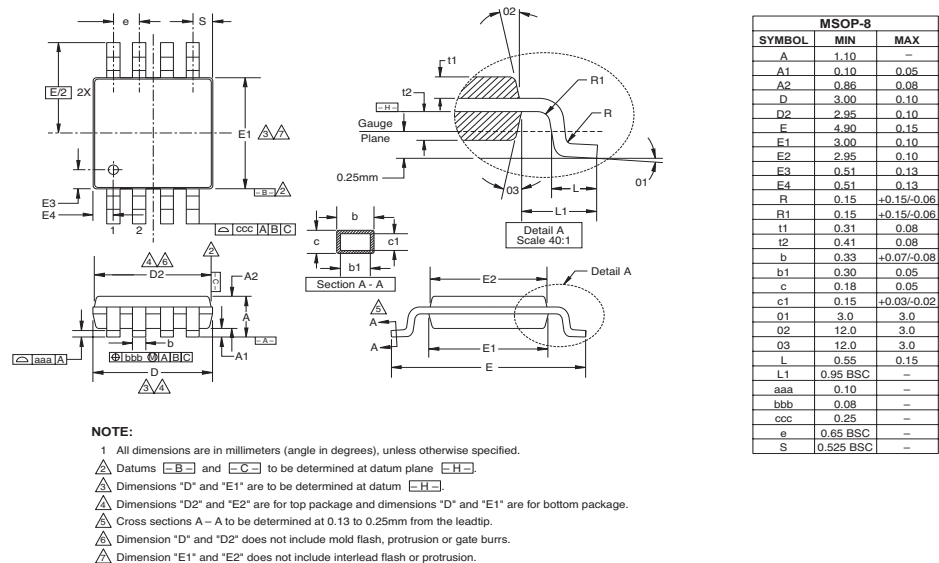 e
S
E/2
2X
E1
3
7
– B –
2
E3
E4
1
2
ccc A B C
4
6
2
D2
– C –
A2
A
A1
– A –
b
aaa A
bbb M A B C
D
3
4
02
t1
t2
R1
– H –
Gauge
Plane
R
0.25mm
03
L
01
L1
Detail A
Scale 40:1
b
c
c1
b1
Section A - A
E2
Detail A
5
A
A
E1
E
MSOP-8
SYMBOL MIN MAX
A 1.10 –
A1 0.10 0.05
A2 0.86 0.08
D 3.00 0.10
D2 2.95 0.10
E 4.90 0.15
E1 3.00 0.10
E2 2.95 0.10
E3 0.51 0.13
E4 0.51 0.13
R 0.15 +0.15/-0.06
R1 0.15 +0.15/-0.06
t1 0.31 0.08
t2 0.41 0.08
b 0.33 +0.07/-0.08
b1 0.30 0.05
c 0.18 0.05
c1 0.15 +0.03/-0.02
01 3.0 3.0
02 12.0 3.0
03 12.0 3.0
L 0.55 0.15
L1 0.95 BSC –
aaa 0.10 –
bbb 0.08 –
ccc 0.25 –
e 0.65 BSC –
S 0.525 BSC –
NOTE:
1 All dimensions are in millimeters (angle in degrees), unless otherwise specified.
2 Datums – B – and – C – to be determined at datum plane – H – .
3 Dimensions "D" and "E1" are to be determined at datum – H – .
4 Dimensions "D2" and "E2" are for top package and dimensions "D" and "E1" are for bottom package.
5 Cross sections A – A to be determined at 0.13 to 0.25mm from the leadtip.
6 Dimension "D" and "D2" does not include mold flash, protrusion or gate burrs.
7 Dimension "E1" and "E2" does not include interlead flash or protrusion.